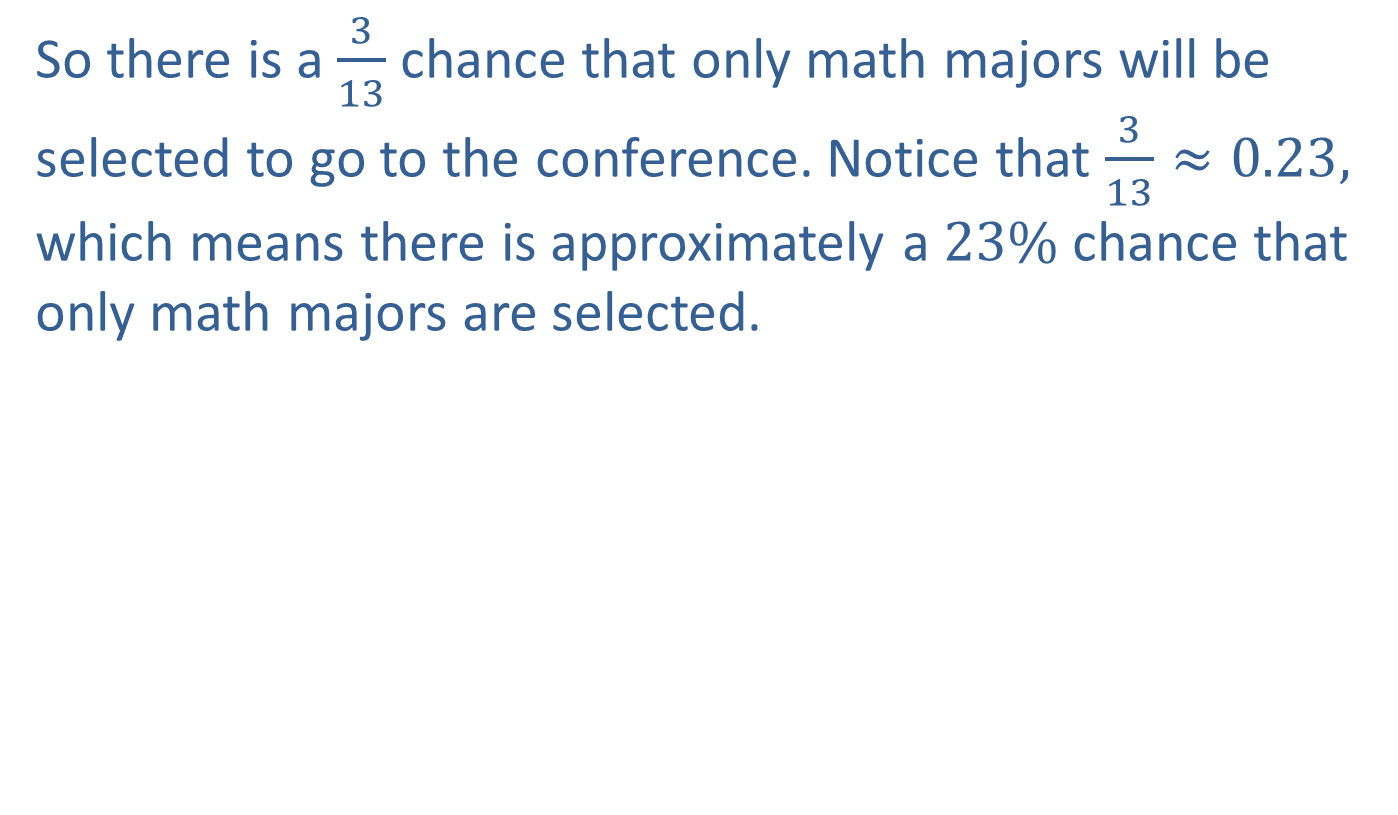 So there is a 3/13 chance that only math majors will be
selected to go to the conference. Notice that 3/13 ≈ 0.23,
which means there is approximately a 23% chance that
only math majors are selected.